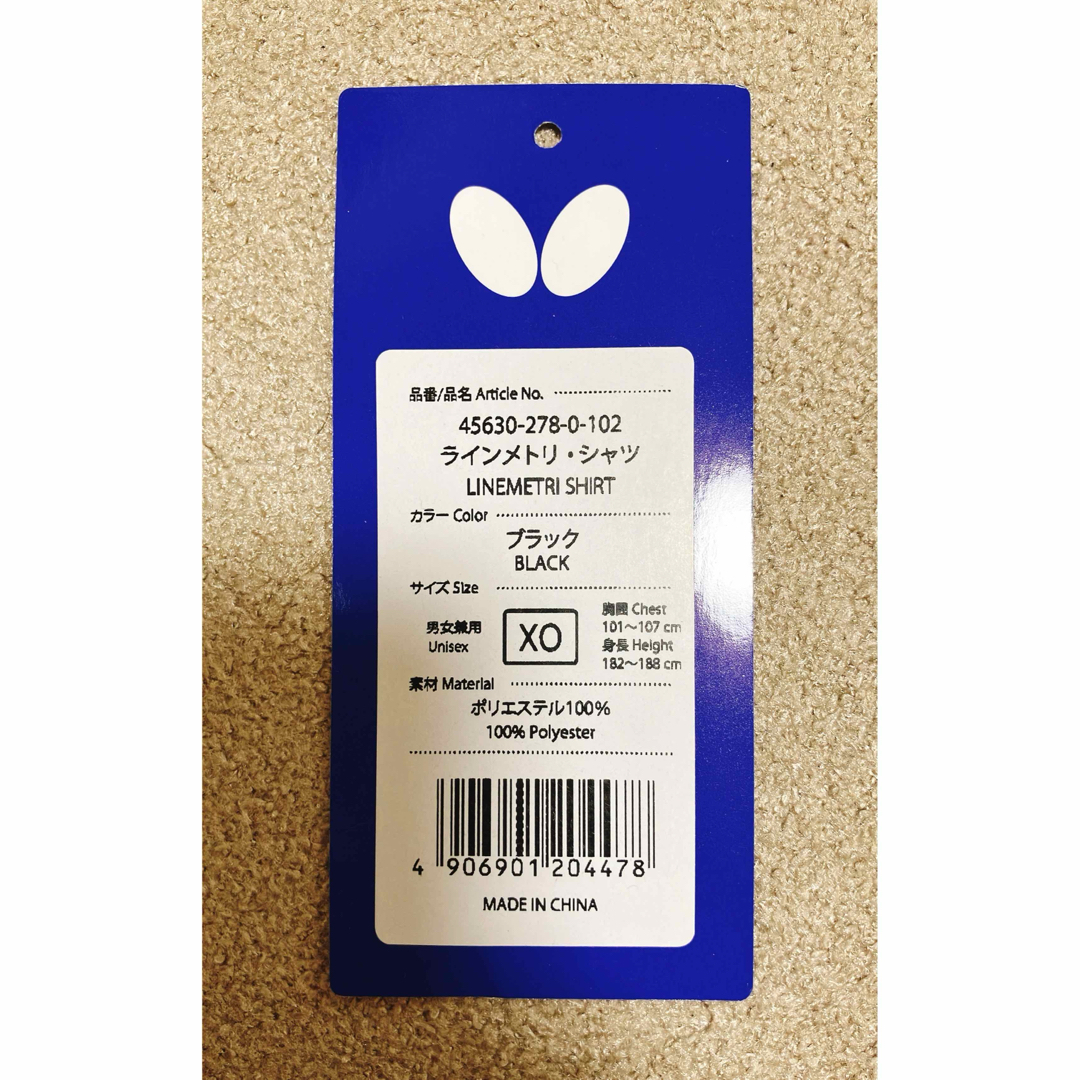 品番/品名 Article No.
45630-278-0-102
ラインメトリ・シャツ
LINEMETRI SHIRT
カラー Color
ブラック
BLACK
サイズ Size
男女兼用
Unisex
XO
胸囲 Chest
101〜107 cm
身長 Height
182〜188 cm
素材 Material
ポリエステル100%
100% Polyester
4 906901 204478
MADE IN CHINA